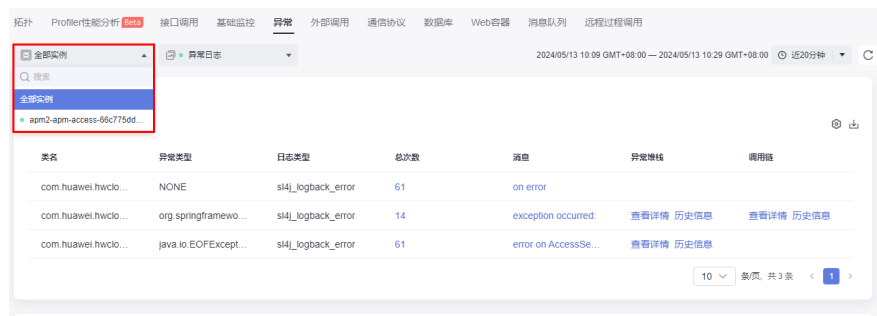 拓扑 Profiler性能分析 Beta 接口调用 基础监控 异常 外部调用 通信协议 数据库 Web容器 消息队列 远程过程调用
全部实例 异常日志 2024/05/13 10:09 GMT+08:00 — 2024/05/13 10:29 GMT+08:00 近20分钟
搜索
全部实例
apm2-apm-access-66c775dd...
类名 异常类型 日志类型 总次数 消息 异常堆栈 调用链
com.huawei.hwclo... NONE sl4j_logback_error 61 on error
com.huawei.hwclo... org.springframewo... sl4j_logback_error 14 exception occurred: 查看详情 历史信息 查看详情 历史信息
com.huawei.hwclo... java.io.EOFExcept... sl4j_logback_error 61 error on AccessSe... 查看详情 历史信息
10 条/页, 共 3 条 1